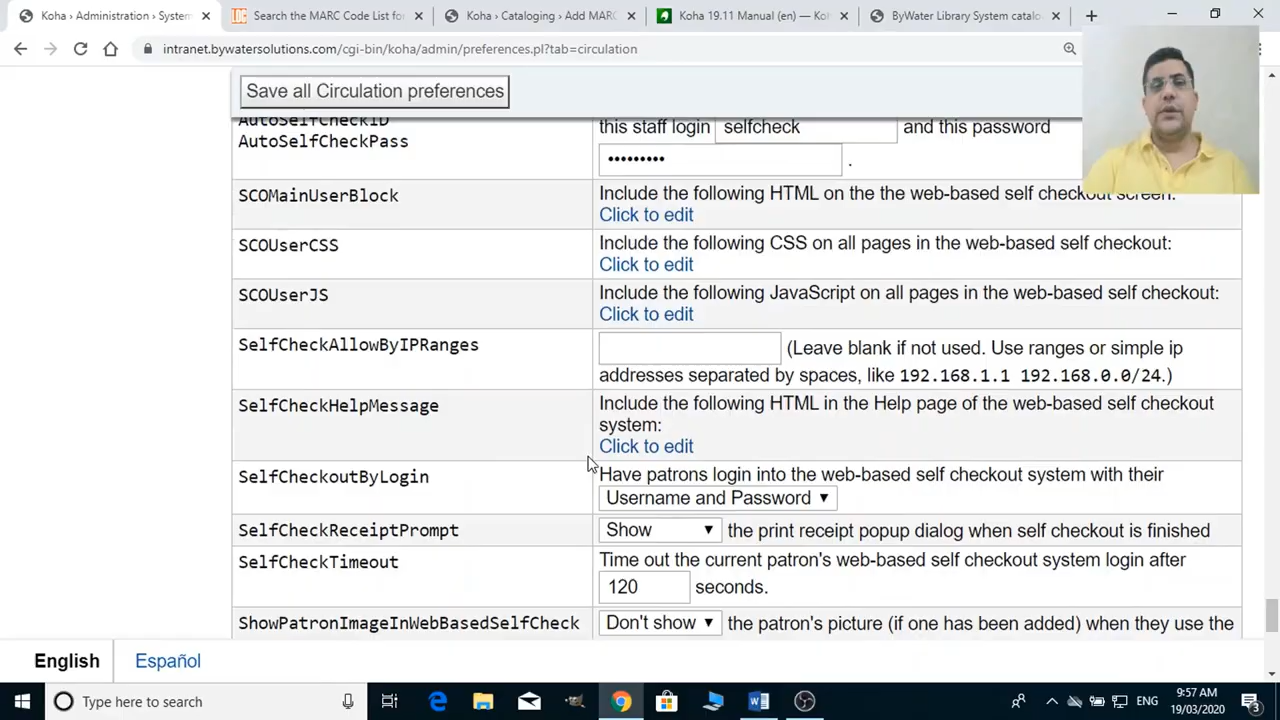 Koha › Administration › System
Search the MARC Code List for
Koha › Cataloging › Add MARC
Koha 19.11 Manual (en) — Koh
ByWater Library System catalo
intranet.bywatersolutions.com/cgi-bin/koha/admin/preferences.pl?tab=circulation
Save all Circulation preferences
AutoSelfCheckID
AutoSelfCheckPass
this staff login selfcheck and this password
••••••••• .
SCOMainUserBlock
Include the following HTML on the the web-based self checkout screen:
Click to edit
SCOUserCSS
Include the following CSS on all pages in the web-based self checkout:
Click to edit
SCOUserJS
Include the following JavaScript on all pages in the web-based self checkout:
Click to edit
SelfCheckAllowByIPRanges
(Leave blank if not used. Use ranges or simple ip
addresses separated by spaces, like 192.168.1.1 192.168.0.0/24.)
SelfCheckHelpMessage
Include the following HTML in the Help page of the web-based self checkout
system:
Click to edit
SelfCheckoutByLogin
Have patrons login into the web-based self checkout system with their
Username and Password
SelfCheckReceiptPrompt
Show the print receipt popup dialog when self checkout is finished
SelfCheckTimeout
Time out the current patron's web-based self checkout system login after
120 seconds.
ShowPatronImageInWebBasedSelfCheck
Don't show the patron's picture (if one has been added) when they use the
English Español
Type here to search
ENG
9:57 AM
19/03/2020
3